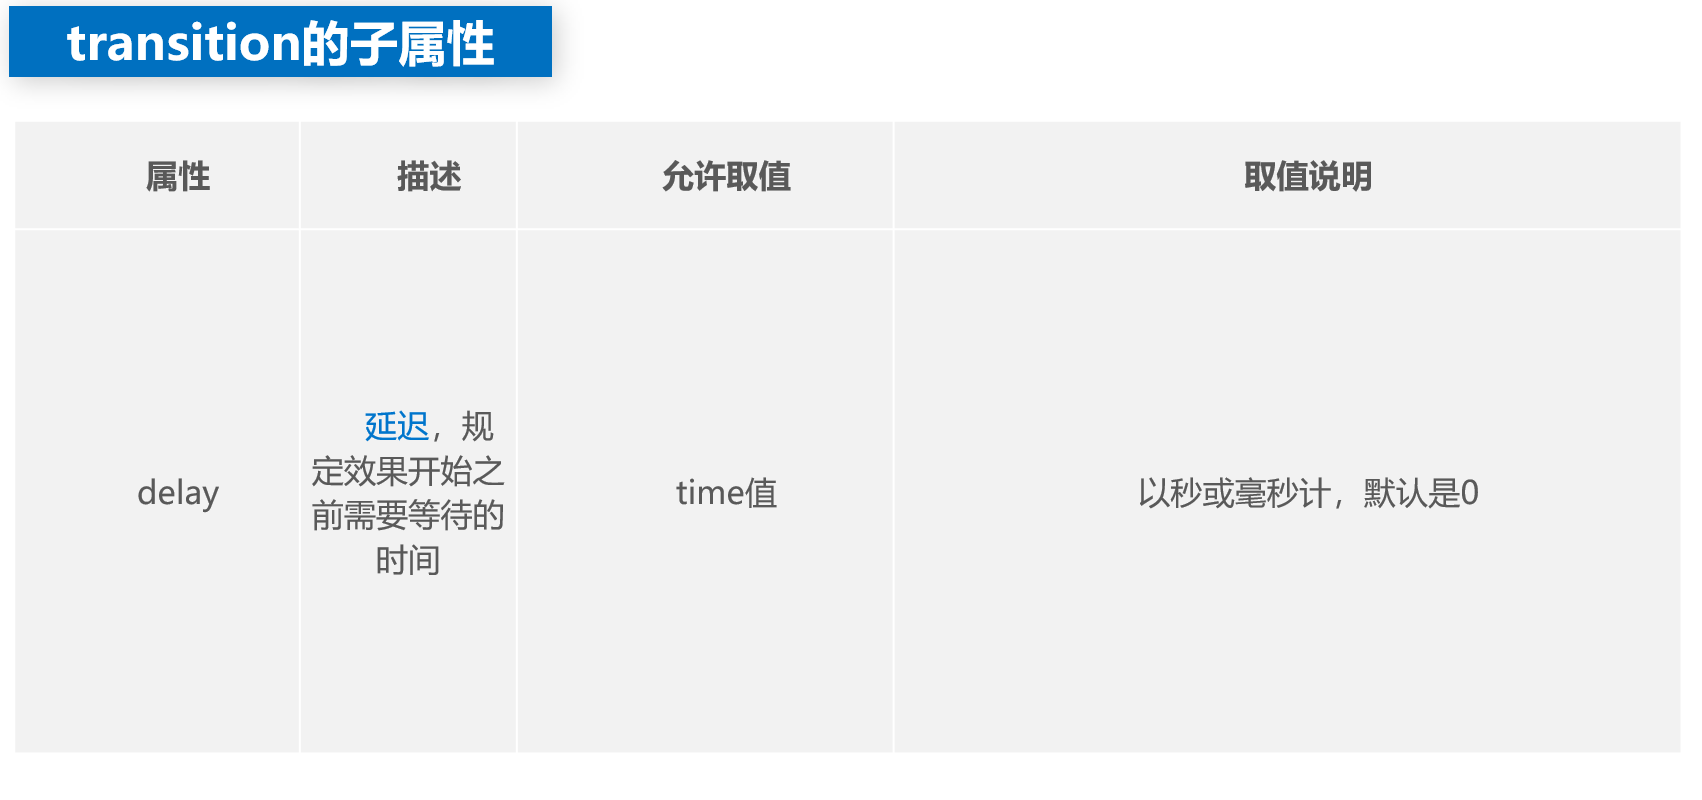 transition的子属性
属性 描述 允许取值 取值说明
delay
延迟，规
定效果开始之
前需要等待的
时间
time值
以秒或毫秒计，默认是0